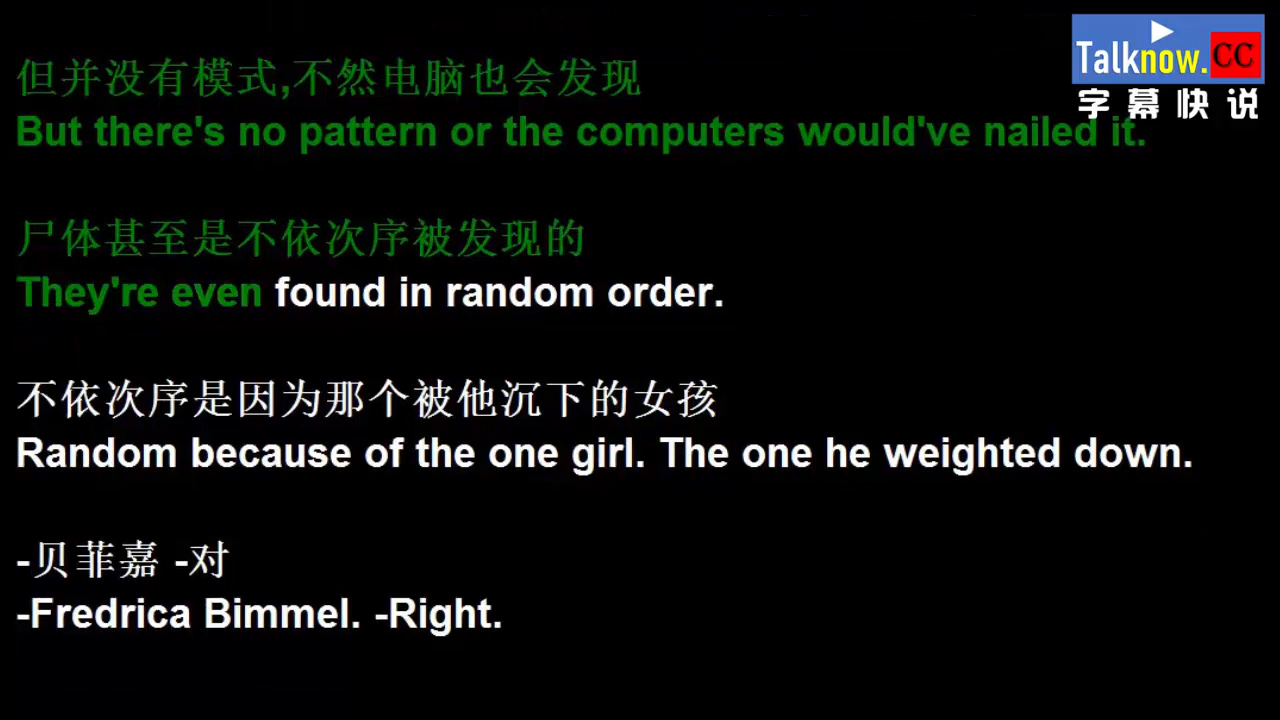 Talknow.CC
字幕快说
但并没有模式,不然电脑也会发现
But there's no pattern or the computers would've nailed it.
尸体甚至是不依次序被发现的
They're even found in random order.
不依次序是因为那个被他沉下的女孩
Random because of the one girl. The one he weighted down.
-贝菲嘉 -对
-Fredrica Bimmel. -Right.